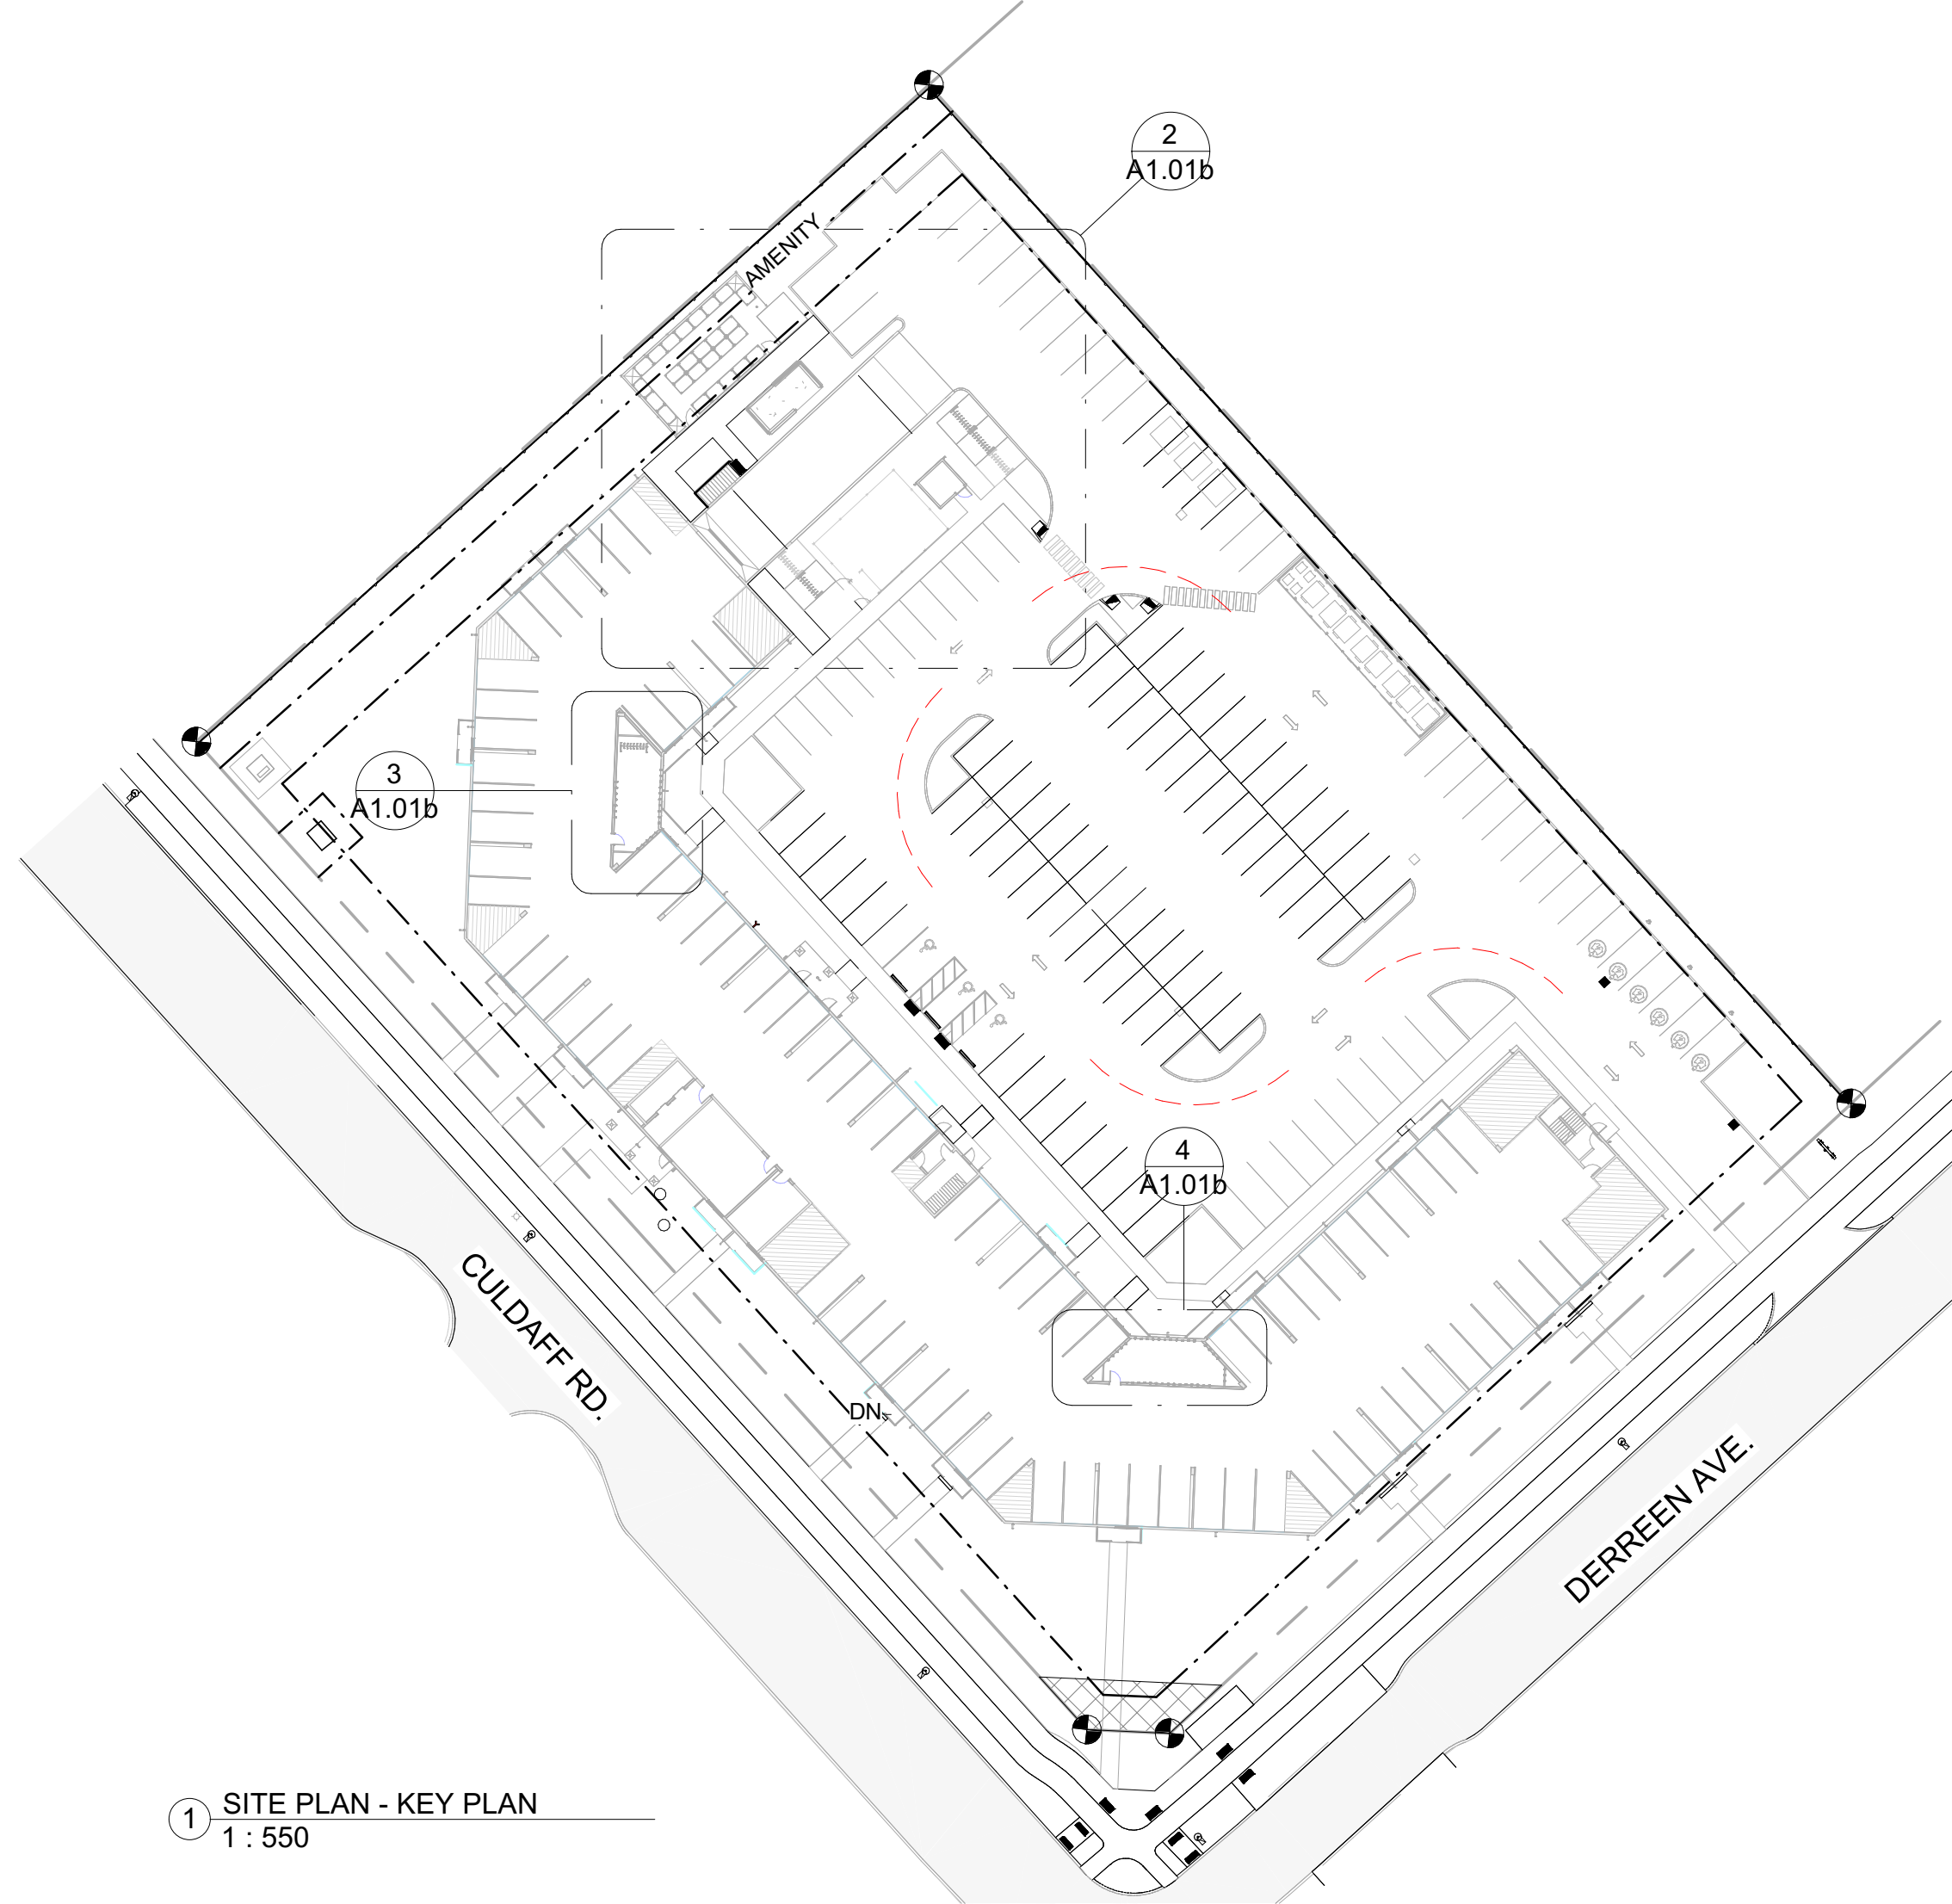 2
A1.01b
AMENITY
3
A1.01b
4
A1.01b
CULDAFF RD.
DN
DERREEN AVE.
1
SITE PLAN - KEY PLAN
1 : 550